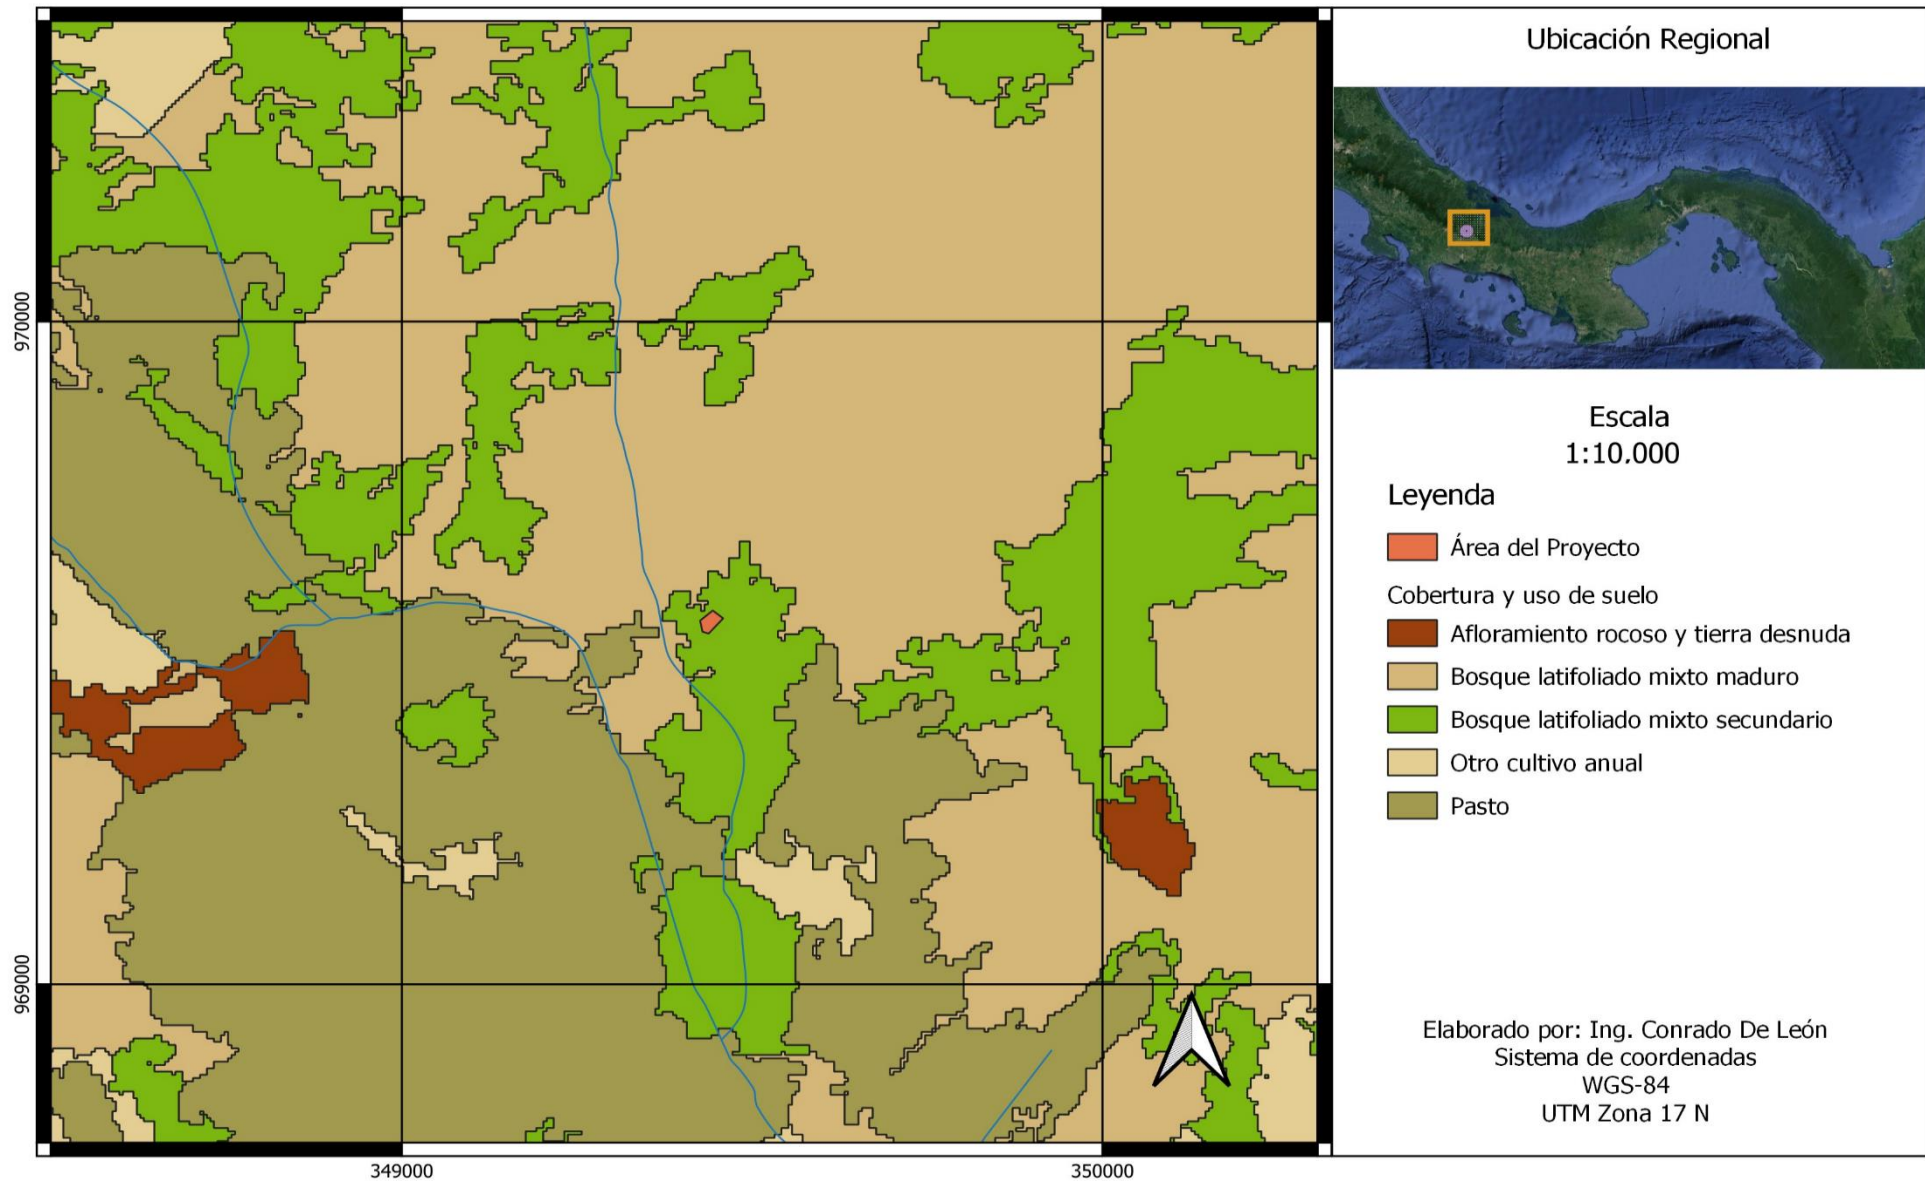 Ubicación Regional
Escala
1:10.000
Leyenda
Área del Proyecto
Cobertura y uso de suelo
Afloramiento rocoso y tierra desnuda
Bosque latifoliado mixto maduro
Bosque latifoliado mixto secundario
Otro cultivo anual
Pasto
Elaborado por: Ing. Conrado De León
Sistema de coordenadas
WGS-84
UTM Zona 17 N
970000
969000
349000
350000